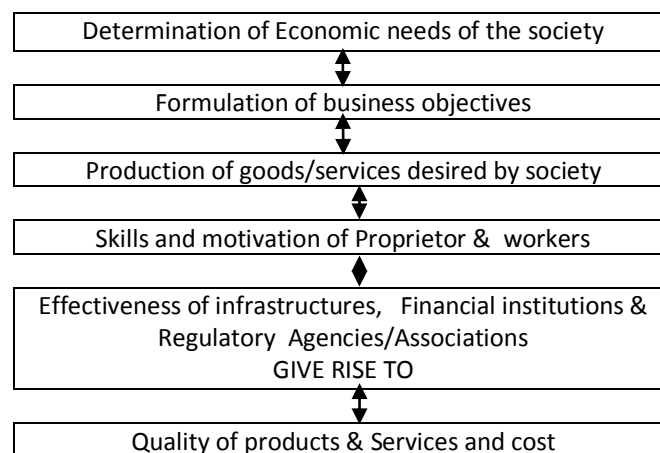 Determination of Economic needs of the society
Formulation of business objectives
Production of goods/services desired by society
Skills and motivation of Proprietor & workers
Effectiveness of infrastructures, Financial institutions &
Regulatory Agencies/Associations
GIVE RISE TO
Quality of products & Services and cost